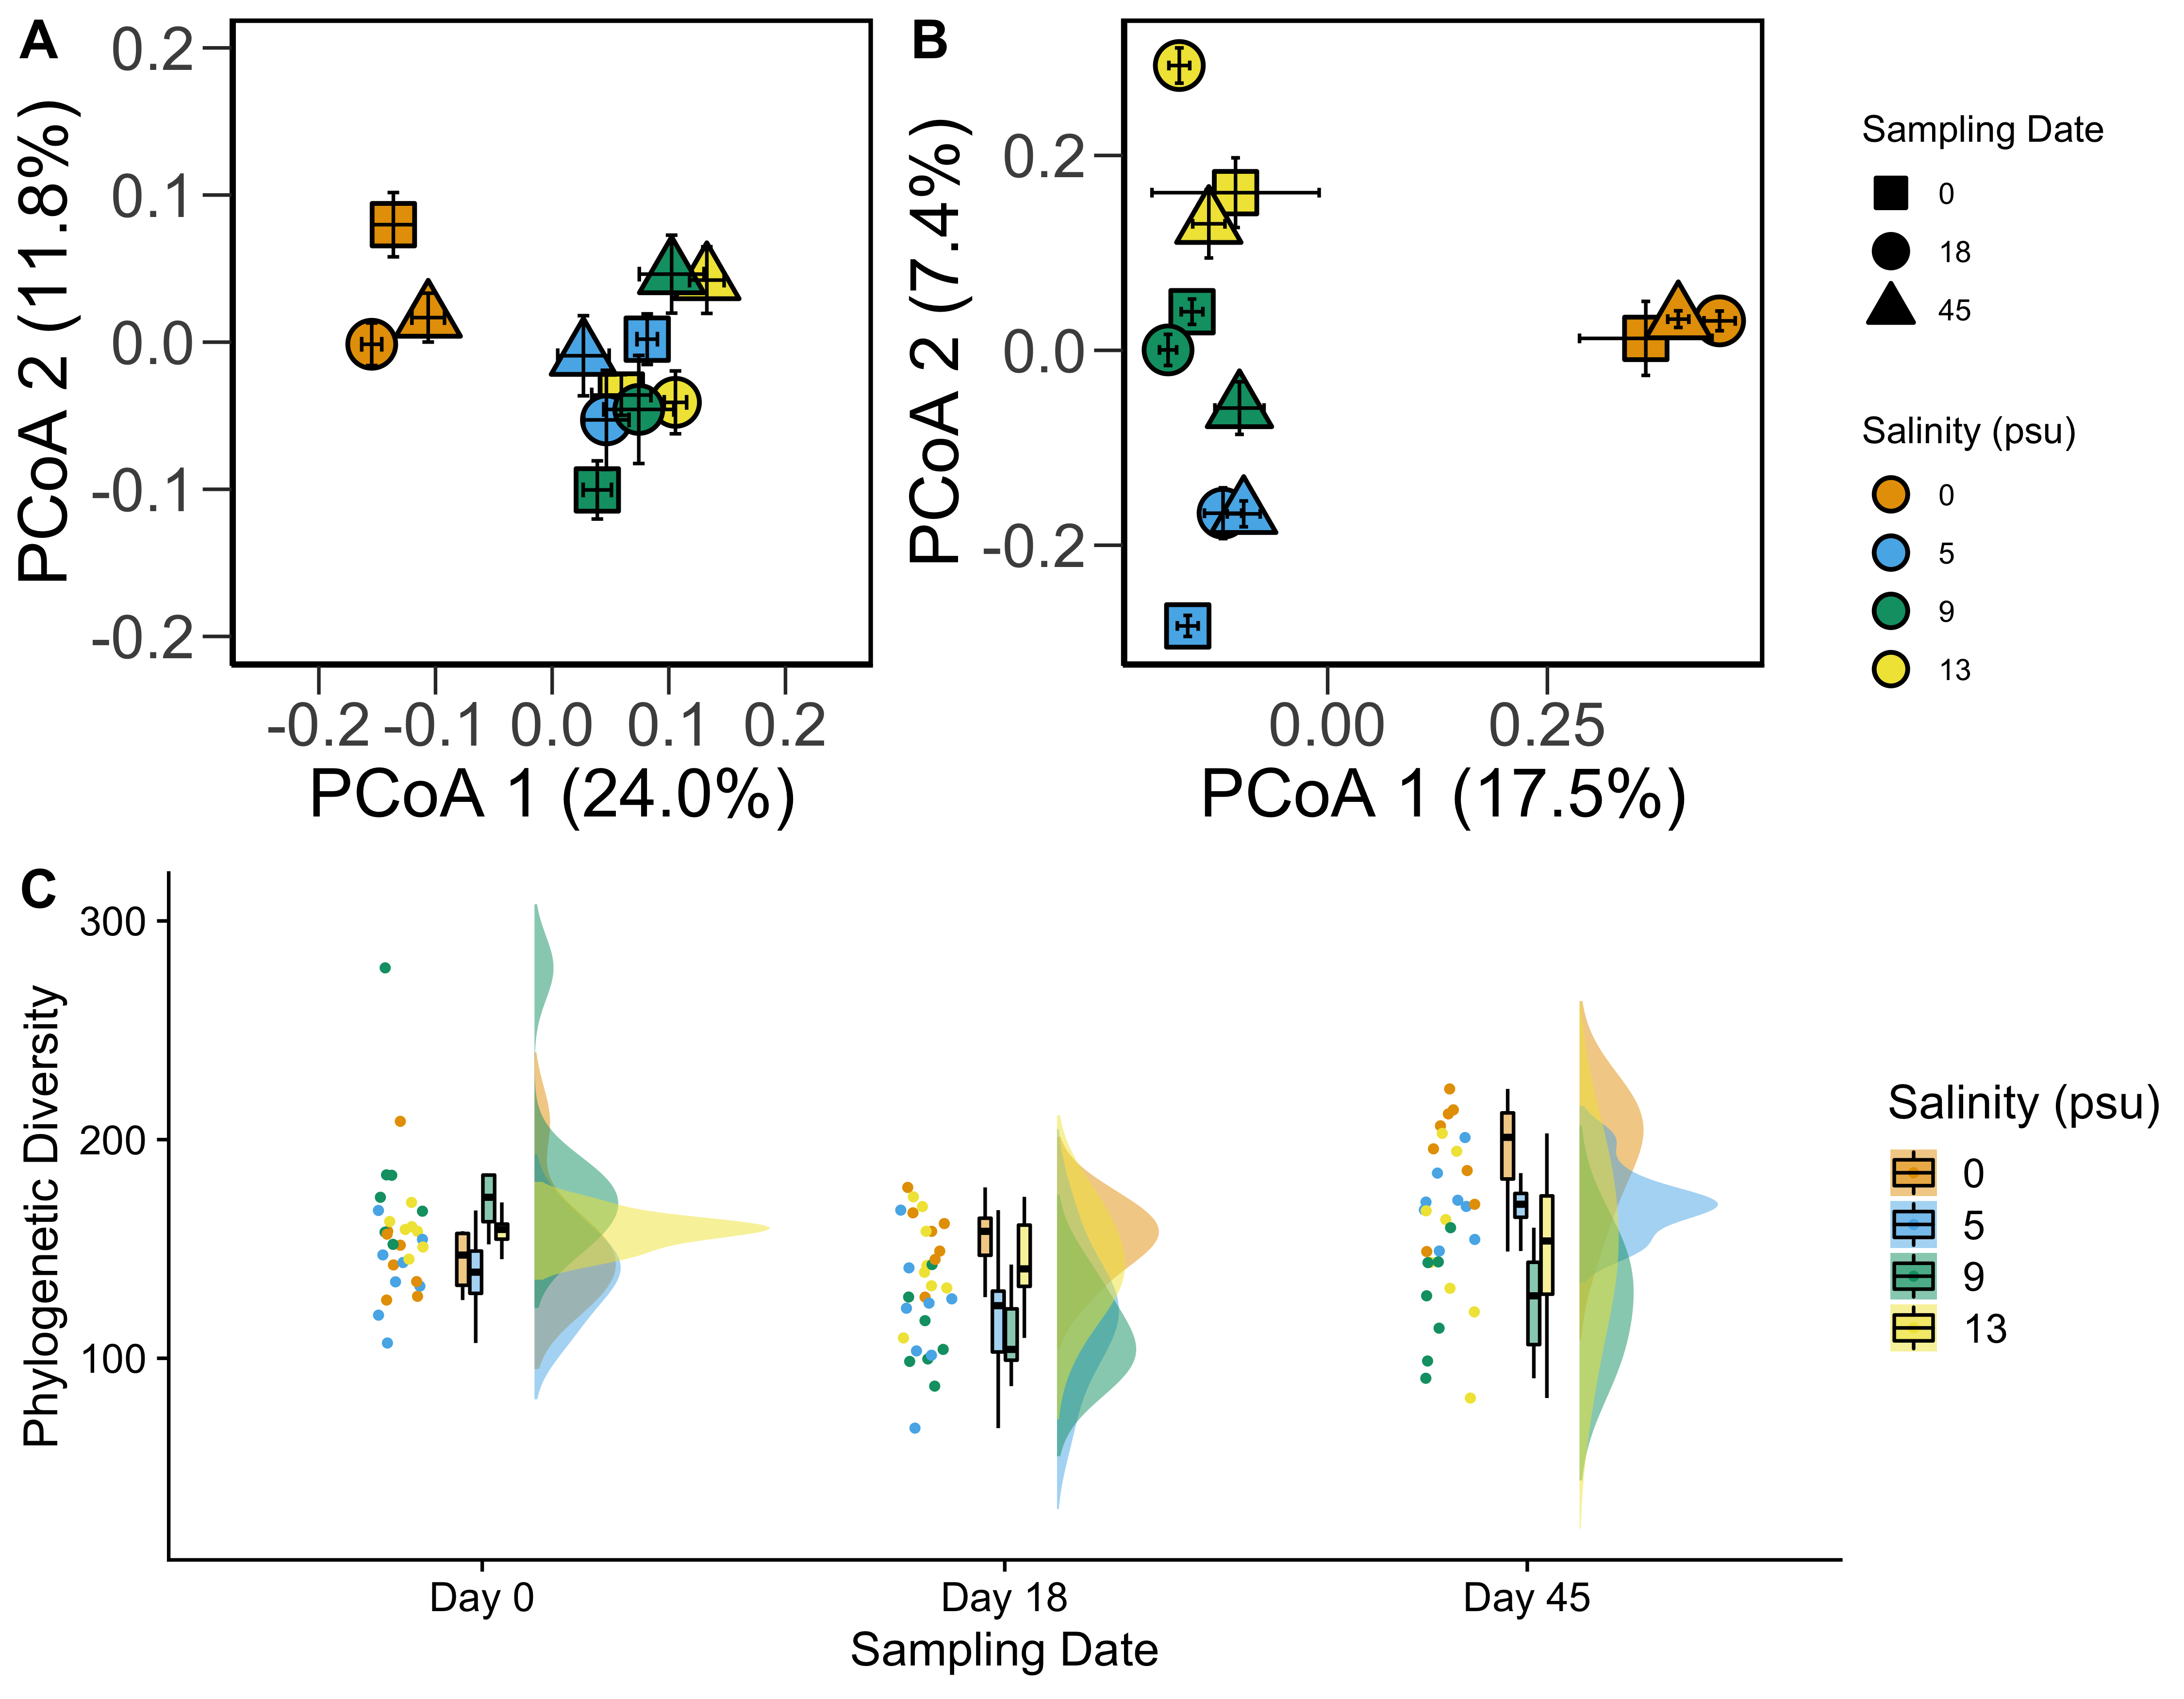 A
0.2
0.1
0.0
-0.1
-0.2
PCoA 2 (11.8%)
-0.2 -0.1 0.0 0.1 0.2
PCoA 1 (24.0%)
B
0.2
0.0
-0.2
PCoA 2 (7.4%)
0.00 0.25
PCoA 1 (17.5%)
Sampling Date
0
18
45
Salinity (psu)
0
5
9
13
C
300
200
100
Phylogenetic Diversity
Day 0 Day 18 Day 45
Sampling Date
Salinity (psu)
0
5
9
13